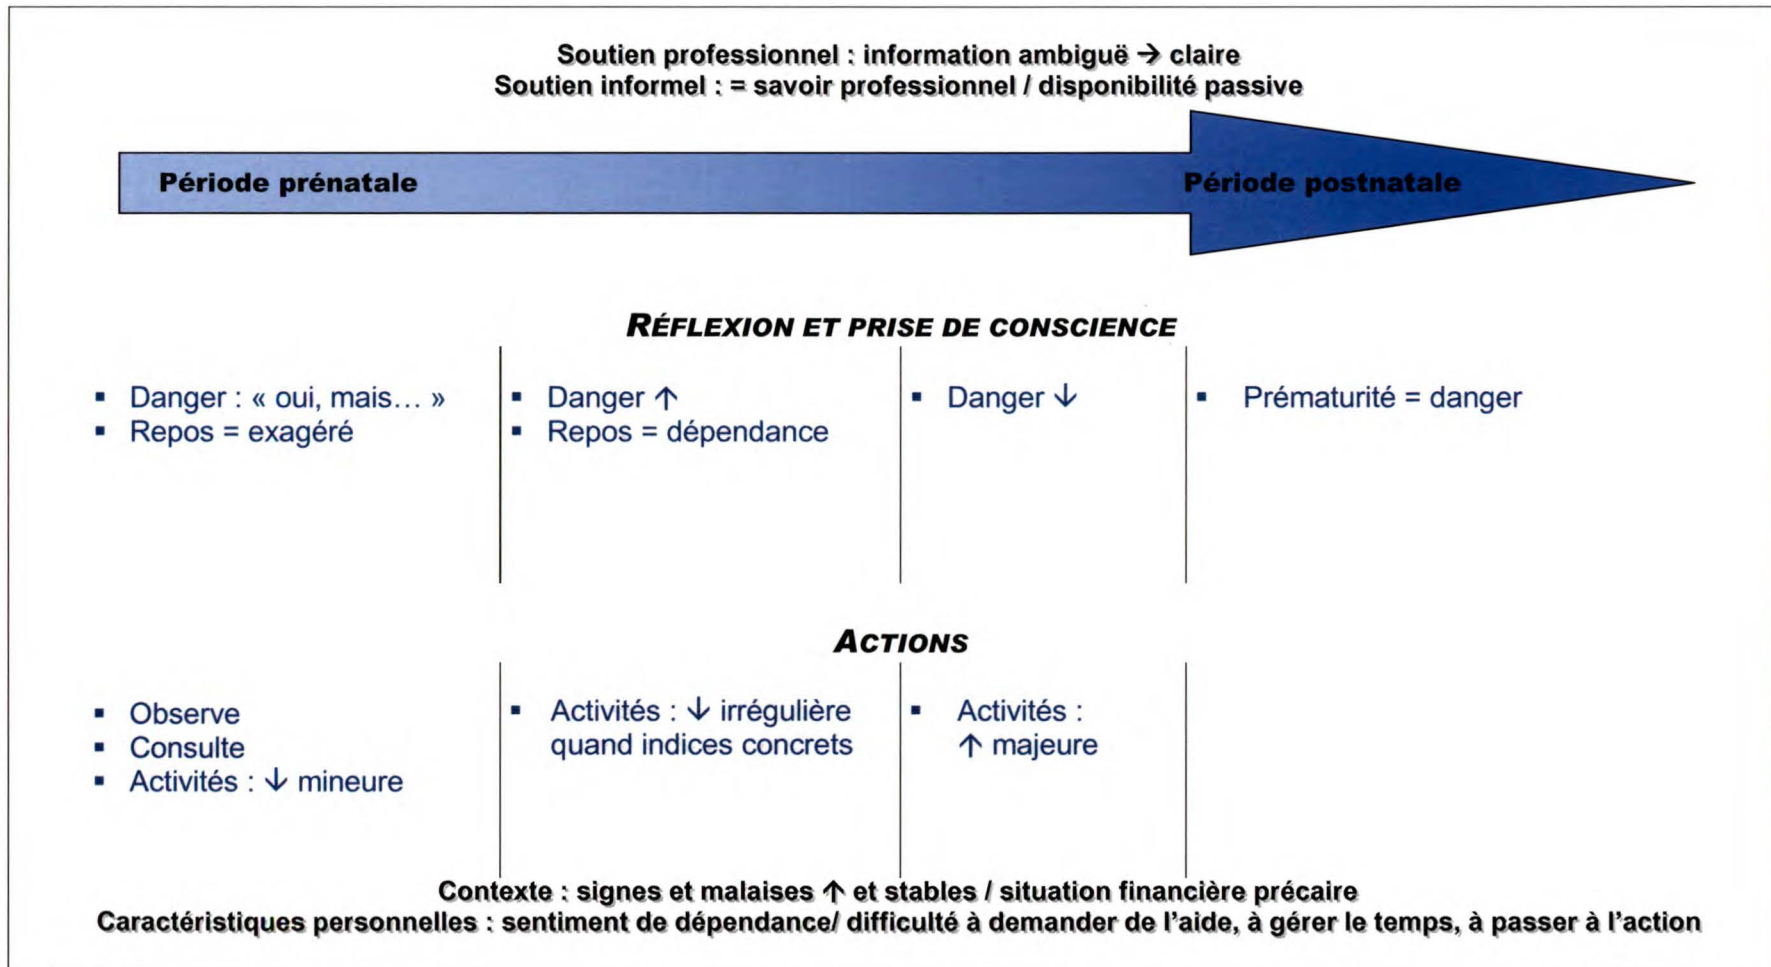 Soutien professionnel : information ambiguë → claire
Soutien informel : = savoir professionnel / disponibilité passive
Période prénatale
Période postnatale
RÉFLEXION ET PRISE DE CONSCIENCE
▪ Danger : « oui, mais… »
▪ Repos = exagéré
▪ Danger ↑
▪ Repos = dépendance
▪ Danger ↓
▪ Prématurité = danger
ACTIONS
▪ Observe
▪ Consulte
▪ Activités : ↓ mineure
▪ Activités : ↓ irrégulière
quand indices concrets
▪ Activités :
↑ majeure
Contexte : signes et malaises ↑ et stables / situation financière précaire
Caractéristiques personnelles : sentiment de dépendance/ difficulté à demander de l'aide, à gérer le temps, à passer à l'action